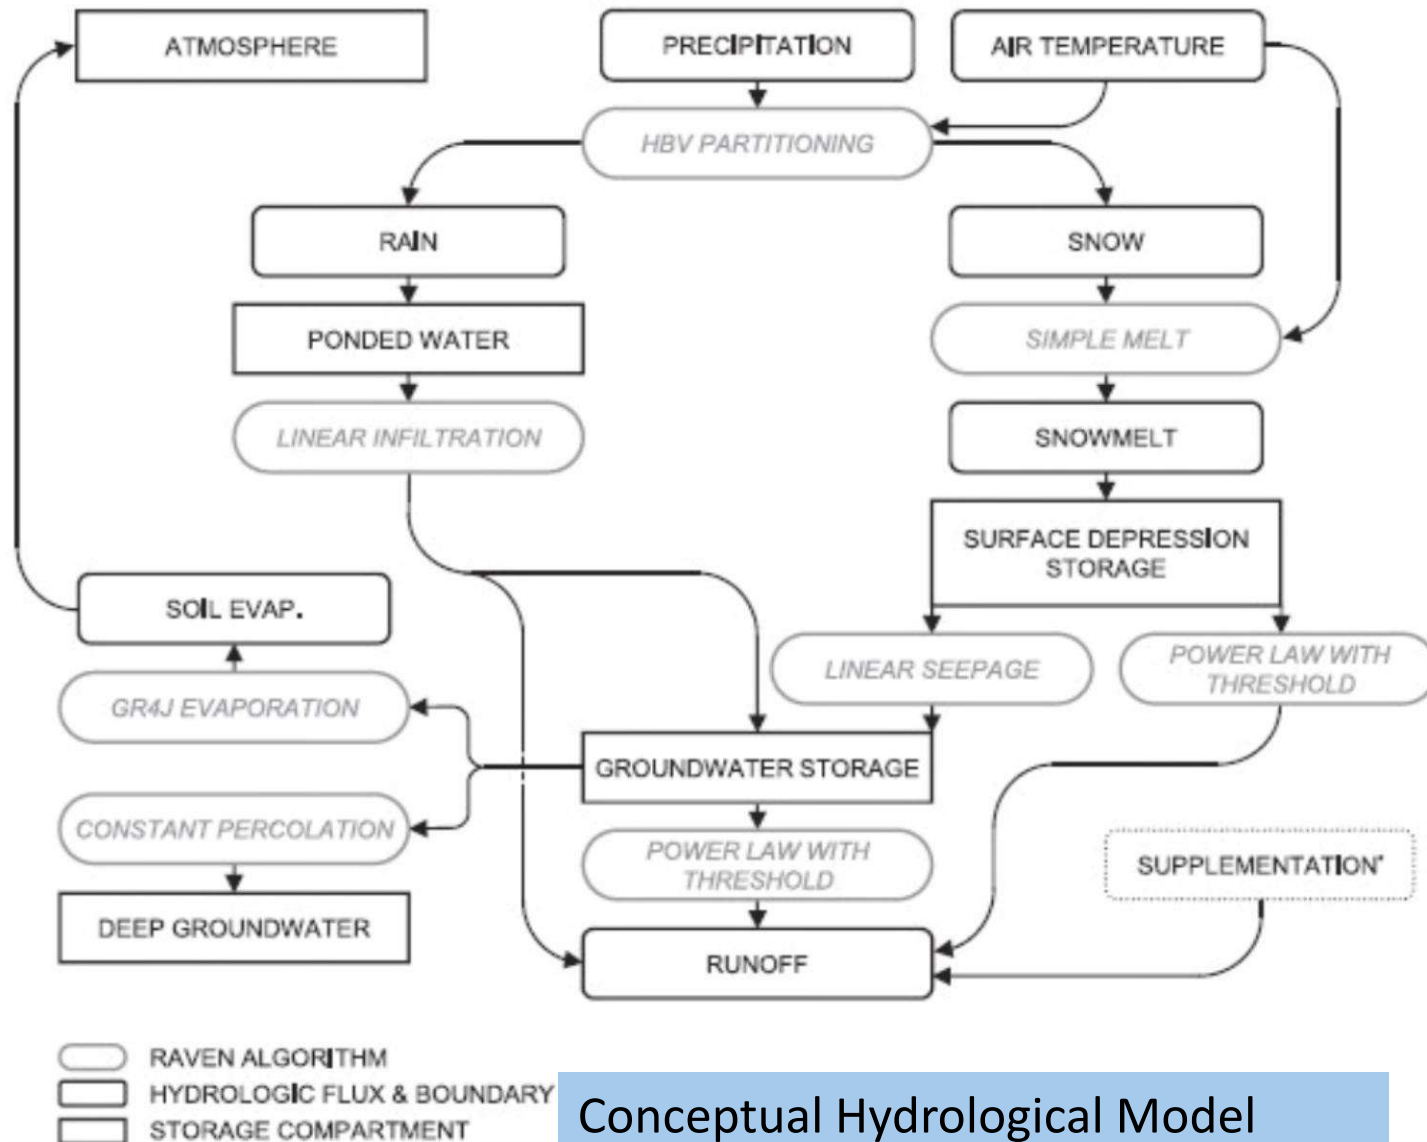 ATMOSPHERE
PRECIPITATION
AIR TEMPERATURE
HBV PARTITIONING
RAIN
SNOW
PONDED WATER
SIMPLE MELT
LINEAR INFILTRATION
SNOWMELT
SURFACE DEPRESSION
STORAGE
SOIL EVAP.
LINEAR SEEPAGE
POWER LAW WITH
THRESHOLD
GR4J EVAPORATION
GROUNDWATER STORAGE
CONSTANT PERCOLATION
POWER LAW WITH
THRESHOLD
SUPPLEMENTATION*
DEEP GROUNDWATER
RUNOFF
RAVEN ALGORITHM
HYDROLOGIC FLUX & BOUNDARY
STORAGE COMPARTMENT
Conceptual Hydrological Model